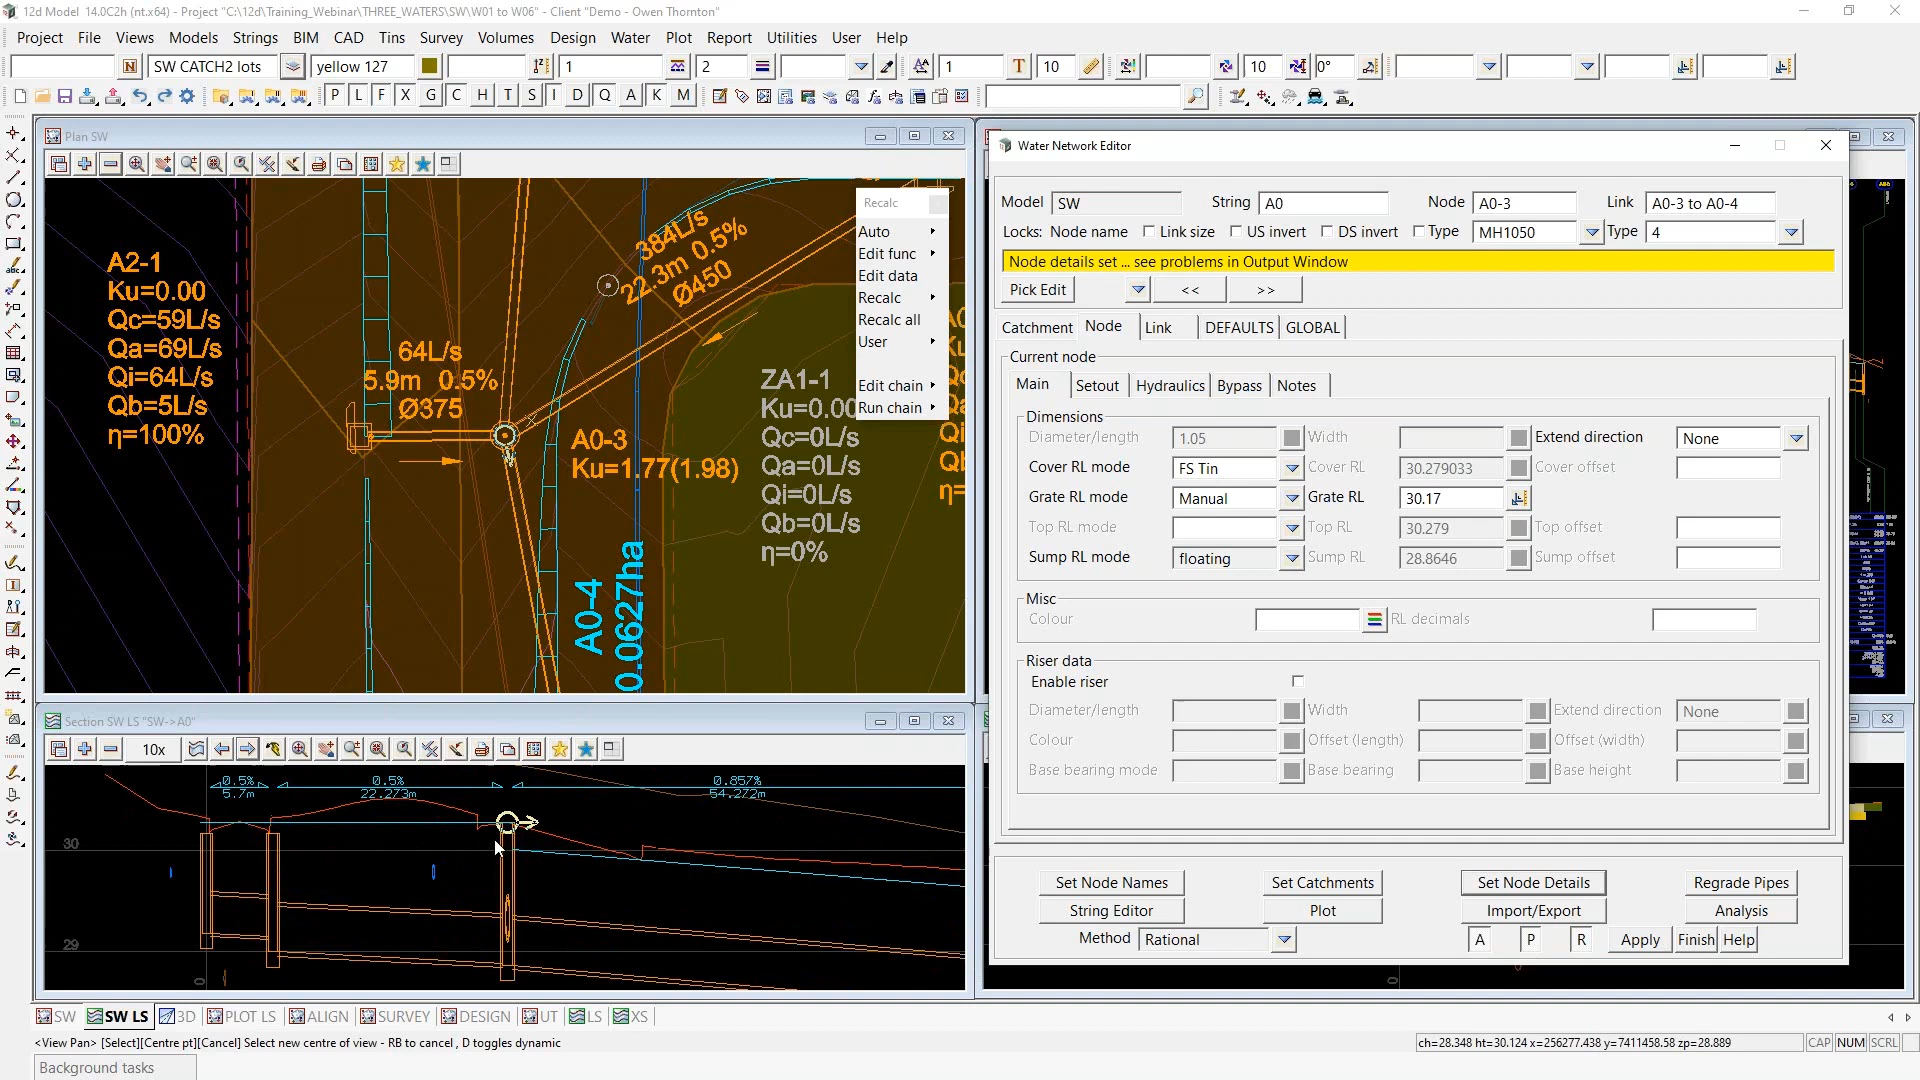 12d Model 14.0C2h (nt.x64) - Project "C:\12d\Training_Webinar\THREE_WATERS\SW\W01 to W06" - Client "Demo - Owen Thornton"
Project File Views Models Strings BIM CAD Tins Survey Volumes Design Water Plot Report Utilities User Help
N SW CATCH2 lots yellow 127 1 2 1 T 10 10 0°
P L F X G C H T S I D Q A K M
Plan SW
A2-1
Ku=0.00
Qc=59L/s
Qa=69L/s
Qi=64L/s
Qb=5L/s
η=100%
64L/s
5.9m 0.5%
Ø375
384L/s
22.3m 0.5%
Ø450
A0-3
Ku=1.77(1.98)
ZA1-1
Ku=0.00
Qc=0L/s
Qa=0L/s
Qi=0L/s
Qb=0L/s
η=0%
A0-4
0.0627ha
Recalc
Auto
Edit func
Edit data
Recalc
Recalc all
User
Edit chain
Run chain
Section SW LS "SW->A0"
10x
0.5% 0.5% 0.857%
5.7m 22.273m 54.272m
30
29
0
Water Network Editor
Model SW String A0 Node A0-3 Link A0-3 to A0-4
Locks: Node name Link size US invert DS invert Type MH1050 Type 4
Node details set ... see problems in Output Window
Pick Edit << >>
Catchment Node Link DEFAULTS GLOBAL
Current node
Main Setout Hydraulics Bypass Notes
Dimensions
Diameter/length 1.05 Width Extend direction None
Cover RL mode FS Tin Cover RL 30.279033 Cover offset
Grate RL mode Manual Grate RL 30.17
Top RL mode Top RL 30.279 Top offset
Sump RL mode floating Sump RL 28.8646 Sump offset
Misc
Colour RL decimals
Riser data
Enable riser
Diameter/length Width Extend direction None
Colour Offset (length) Offset (width)
Base bearing mode Base bearing Base height
Set Node Names Set Catchments Set Node Details Regrade Pipes
String Editor Plot Import/Export Analysis
Method Rational A P R Apply Finish Help
SW SW LS 3D PLOT LS ALIGN SURVEY DESIGN UT LS XS
<View Pan> [Select][Centre pt][Cancel] Select new centre of view - RB to cancel , D toggles dynamic
ch=28.348 ht=30.124 x=256277.438 y=7411458.58 zp=28.889 CAP NUM SCRL
Background tasks